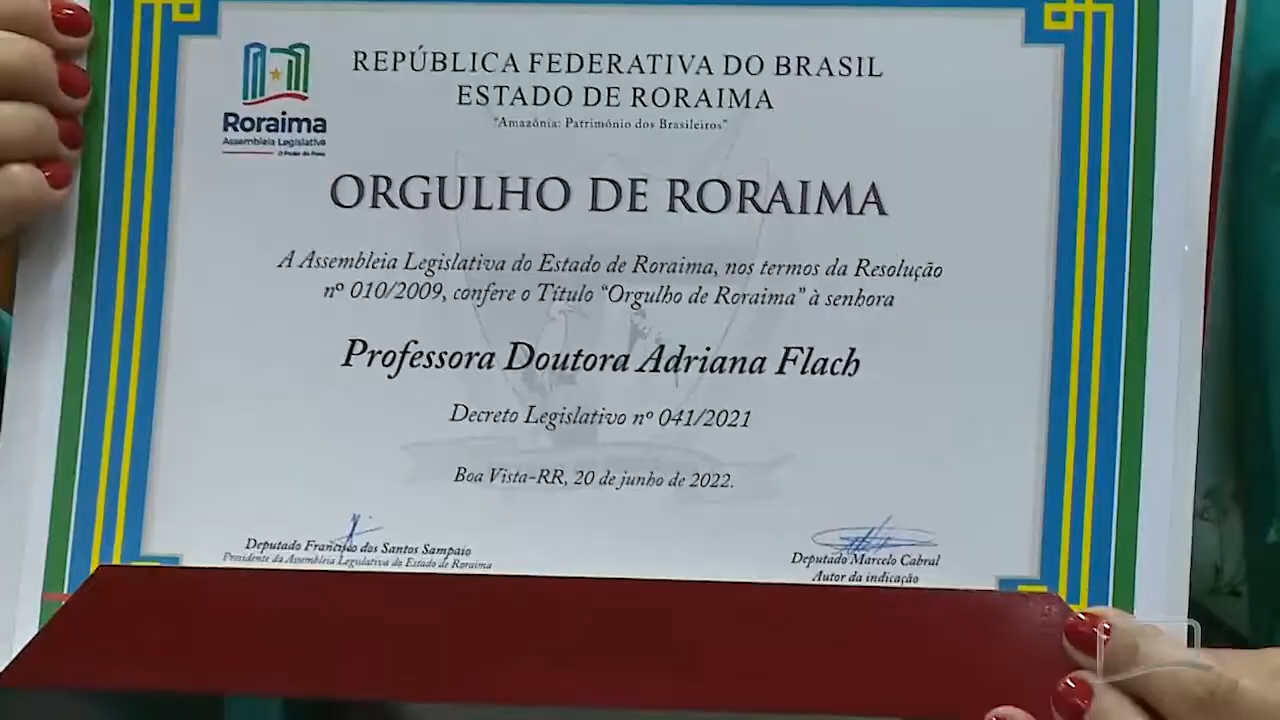 REPÚBLICA FEDERATIVA DO BRASIL
ESTADO DE RORAIMA
"Amazônia: Patrimônio dos Brasileiros"
Roraima
Assembleia Legislativa
O Poder do Povo
ORGULHO DE RORAIMA
A Assembleia Legislativa do Estado de Roraima, nos termos da Resolução
nº 010/2009, confere o Título "Orgulho de Roraima" à senhora
Professora Doutora Adriana Flach
Decreto Legislativo nº 041/2021
Boa Vista-RR, 20 de junho de 2022.
Deputado Francisco dos Santos Sampaio
Presidente da Assembleia Legislativa do Estado de Roraima
Deputado Marcelo Cabral
Autor da indicação